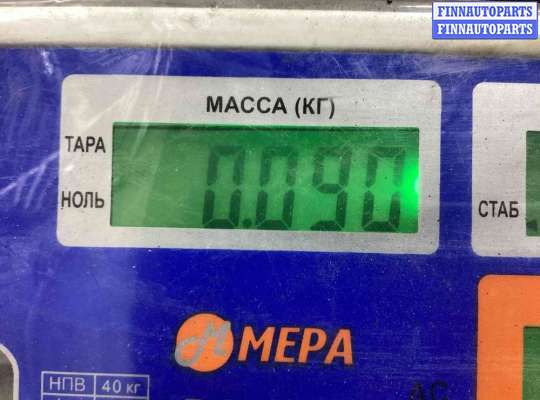 FINNAUTOPARTS
FINNAUTOPARTS
МАССА (КГ)
ТАРА
НОЛЬ
0.090
СТАБ
МЕРА
НПВ 40 кг